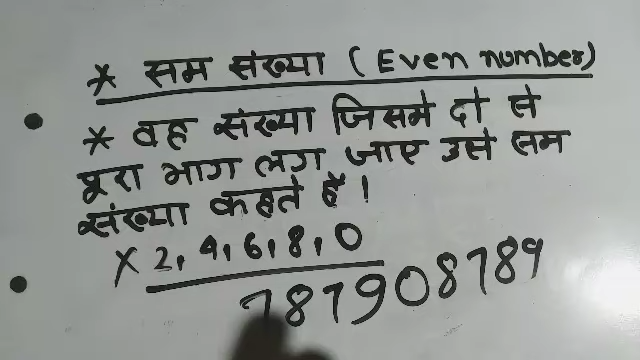 * सम संख्या (Even number)
* वह संख्या जिसमे दो से
पूरा भाग लग जाए उसे सम
संख्या कहते है !
× 2, 4, 6, 8, 0
787908789